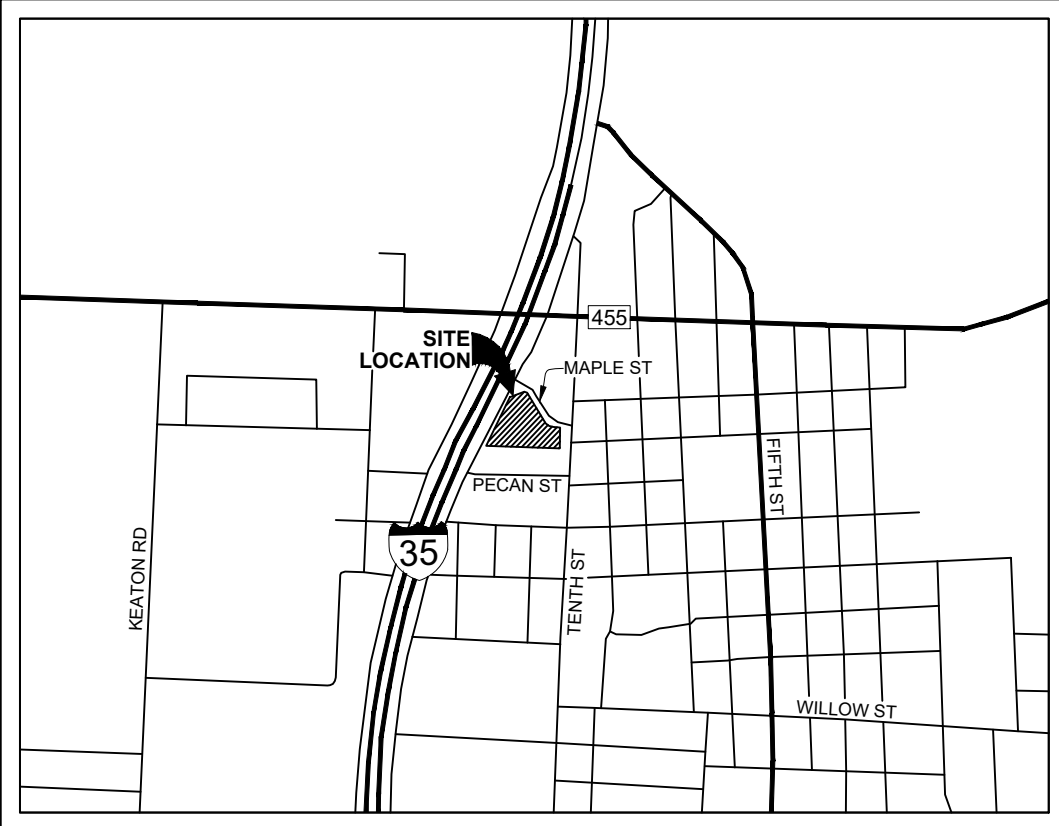 455
SITE
LOCATION
MAPLE ST
FIFTH ST
PECAN ST
KEATON RD
35
TENTH ST
WILLOW ST